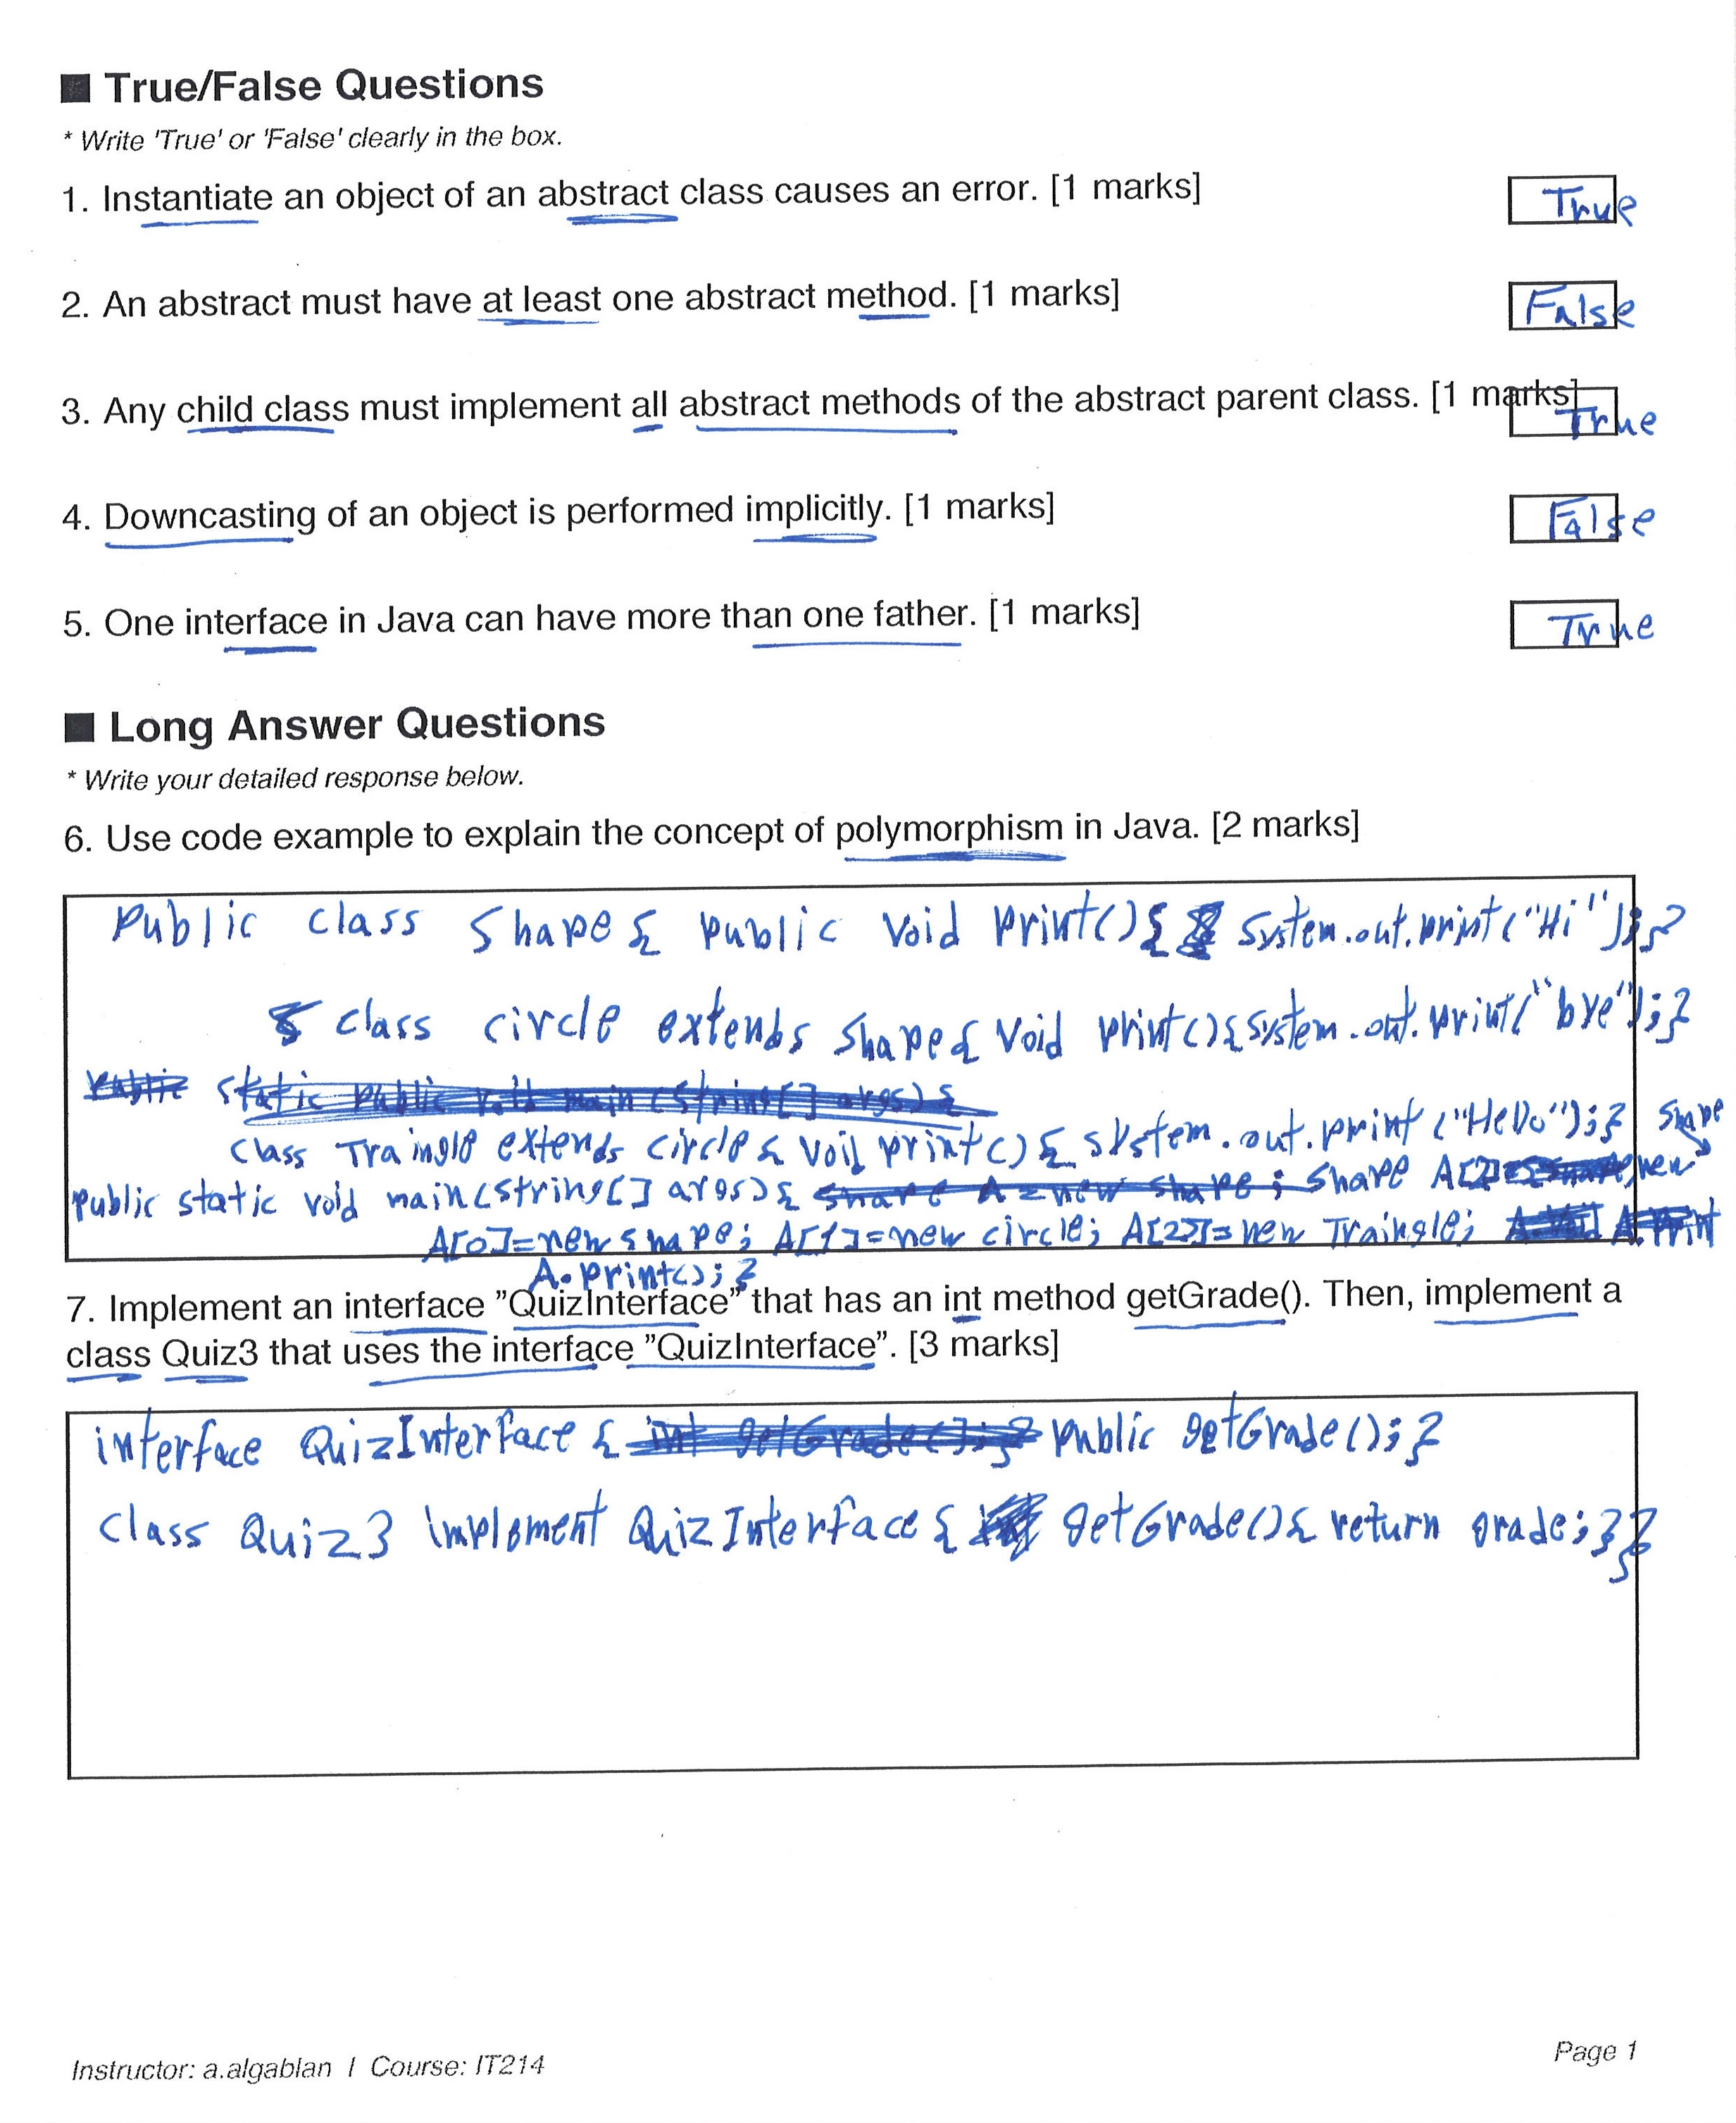 ■ True/False Questions
* Write 'True' or 'False' clearly in the box.
1. Instantiate an object of an abstract class causes an error. [1 marks] True
2. An abstract must have at least one abstract method. [1 marks] False
3. Any child class must implement all abstract methods of the abstract parent class. [1 marks] True
4. Downcasting of an object is performed implicitly. [1 marks] False
5. One interface in Java can have more than one father. [1 marks] True
■ Long Answer Questions
* Write your detailed response below.
6. Use code example to explain the concept of polymorphism in Java. [2 marks]
Public class Shape{ public void print(){ System.out.print("Hi");}
class circle extends shape{ void print(){system.out.print("bye");}
class Traingle extends circle { void print() { system.out.print("Hello");}
public static void main(string[] args){ shape A[] new shape
A[0]=new shape; A[1]=new circle; A[2]=new Traingle;
A.print();}
7. Implement an interface "QuizInterface" that has an int method getGrade(). Then, implement a
class Quiz3 that uses the interface "QuizInterface". [3 marks]
interface QuizInterface { public getGrade();}
class Quiz3 implement QuizInterface { getGrade(){ return grade;}}
Instructor: a.algablan | Course: IT214
Page 1